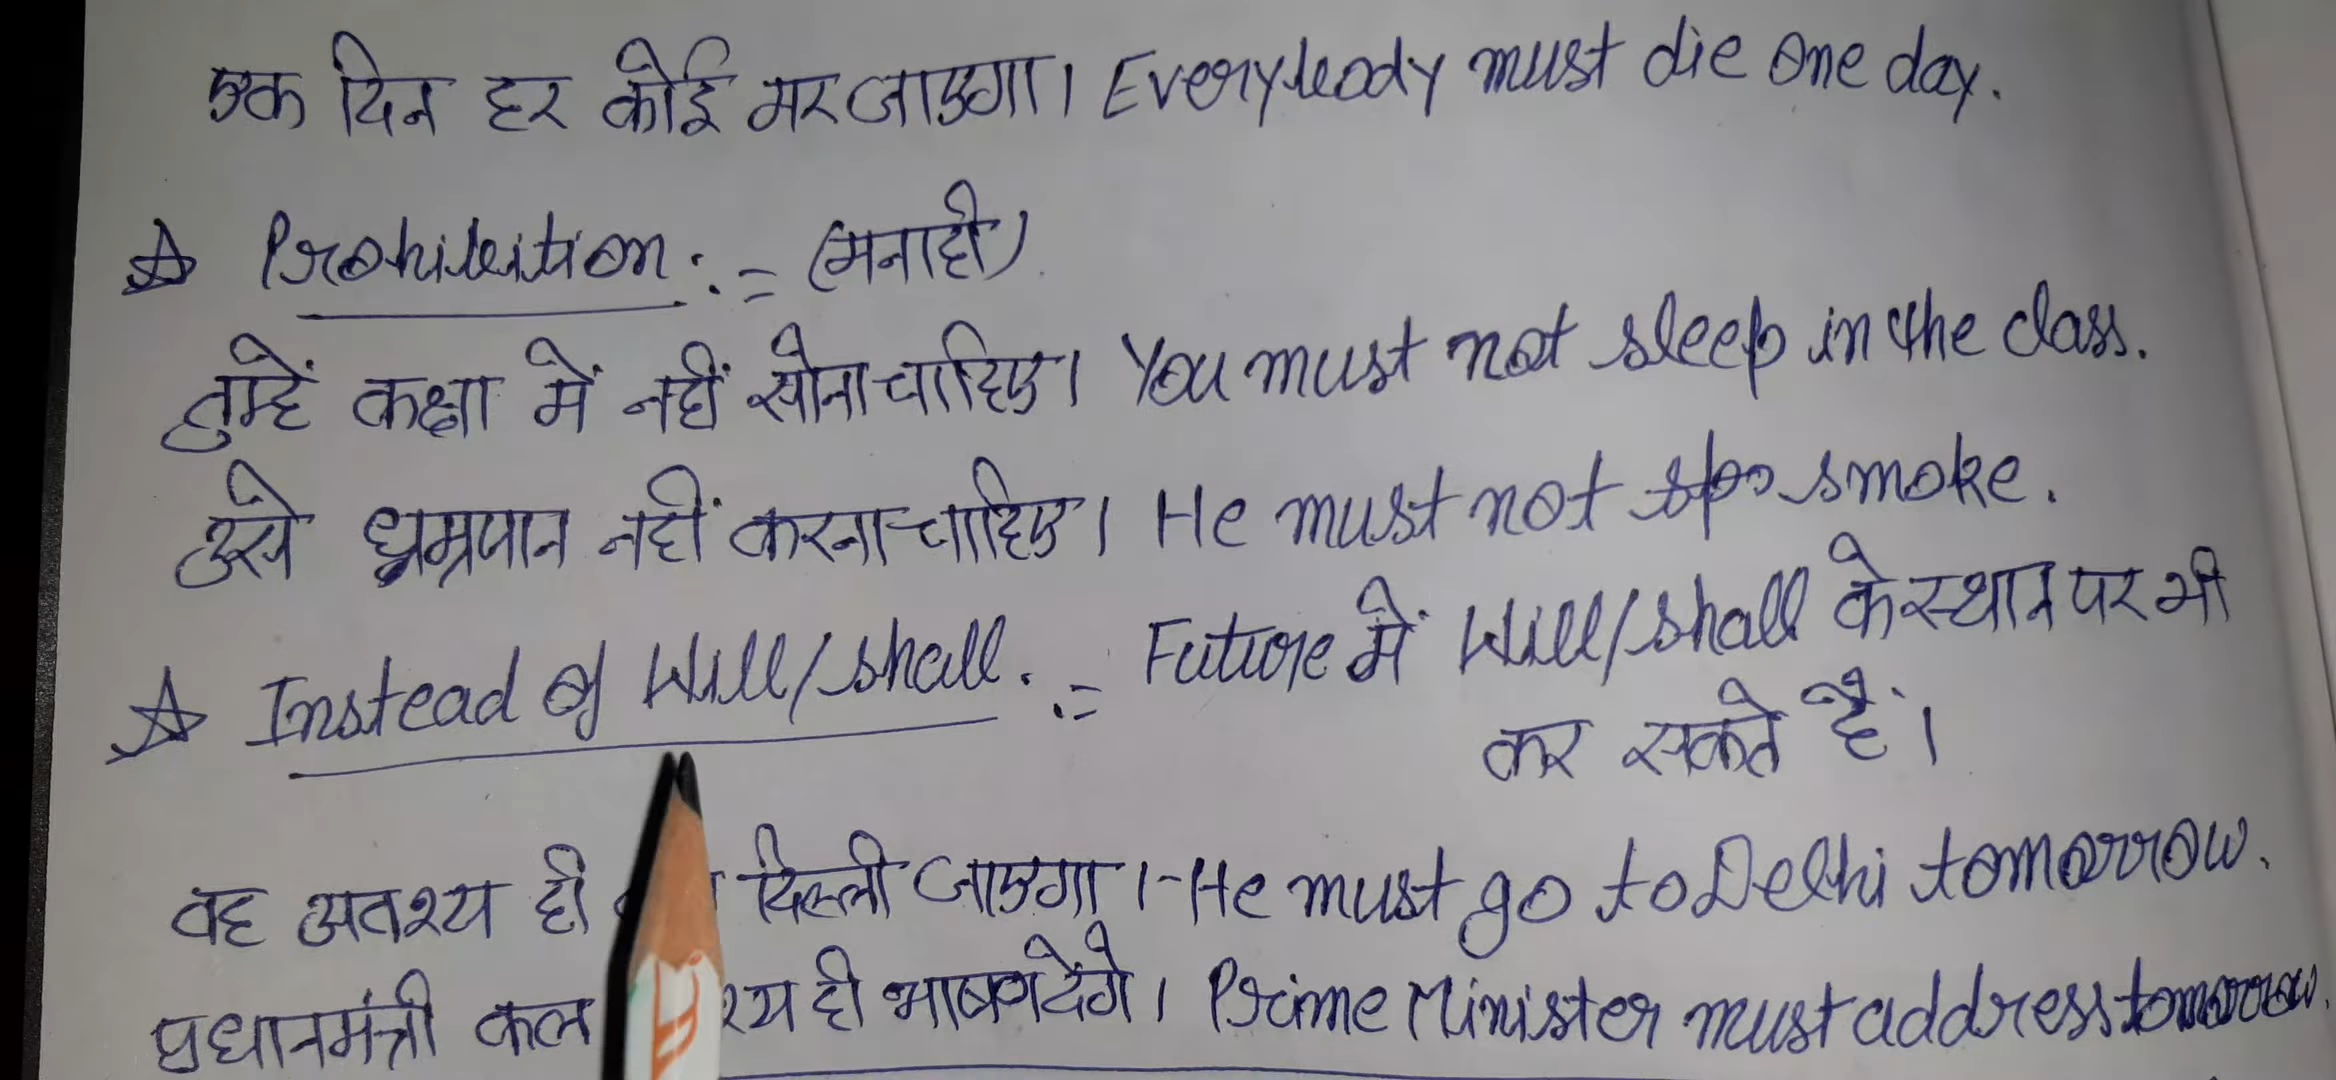 एक दिन हर कोई मर जाएगा। Everybody must die one day.
☆ Prohibition :- = (मनाही)
तुम्हें कक्षा में नहीं सोना चाहिए। You must not sleep in the class.
उसे धूम्रपान नहीं करना चाहिए। He must not smoke.
☆ Instead of Will/shall := Future में Will/shall के स्थान पर भी
कर सकते हैं।
वह अवश्य ही दिल्ली जाएगा। He must go to Delhi tomorrow.
प्रधानमंत्री कल श्य ही भाषण देंगे। Prime Minister must address tomorrow.